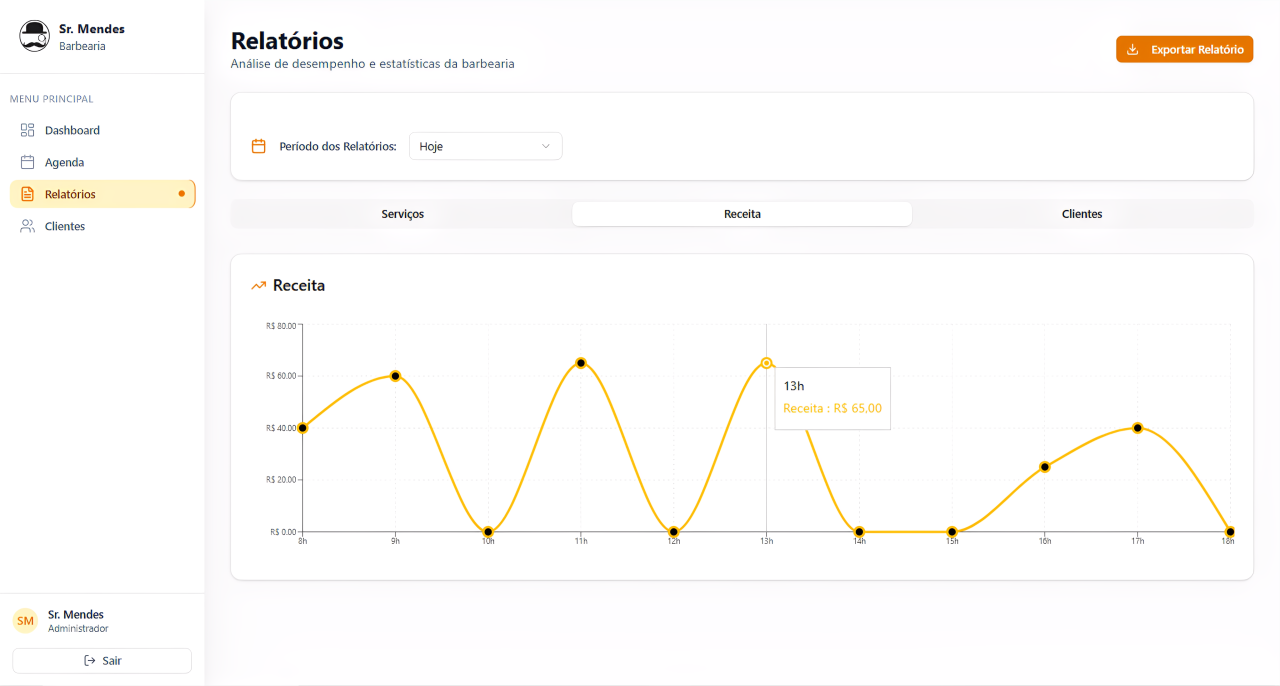 Sr. Mendes
Barbearia
MENU PRINCIPAL
Dashboard
Agenda
Relatórios
Clientes
SM
Sr. Mendes
Administrador
Sair
Relatórios
Análise de desempenho e estatísticas da barbearia
Exportar Relatório
Período dos Relatórios:
Hoje
Serviços
Receita
Clientes
Receita
R$ 80.00
R$ 60.00
R$ 40.00
R$ 20.00
R$ 0.00
13h
Receita : R$ 65,00
8h 9h 10h 11h 12h 13h 14h 15h 16h 17h 18h